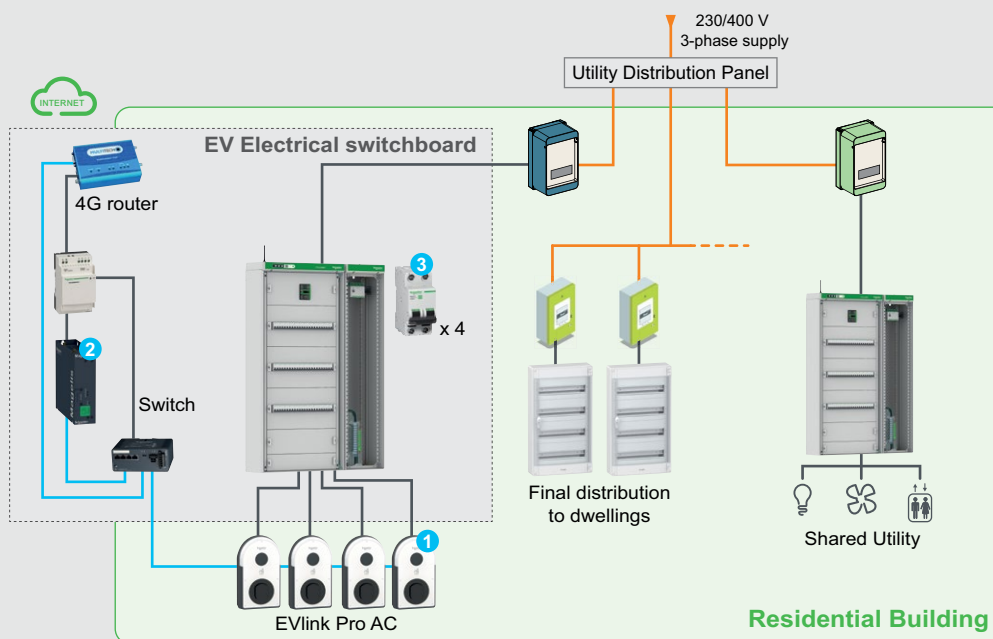 230/400 V
3-phase supply
Utility Distribution Panel
INTERNET
EV Electrical switchboard
4G router
3
x 4
2
Magelis
Switch
Final distribution
to dwellings
Shared Utility
1
EVlink Pro AC
Residential Building